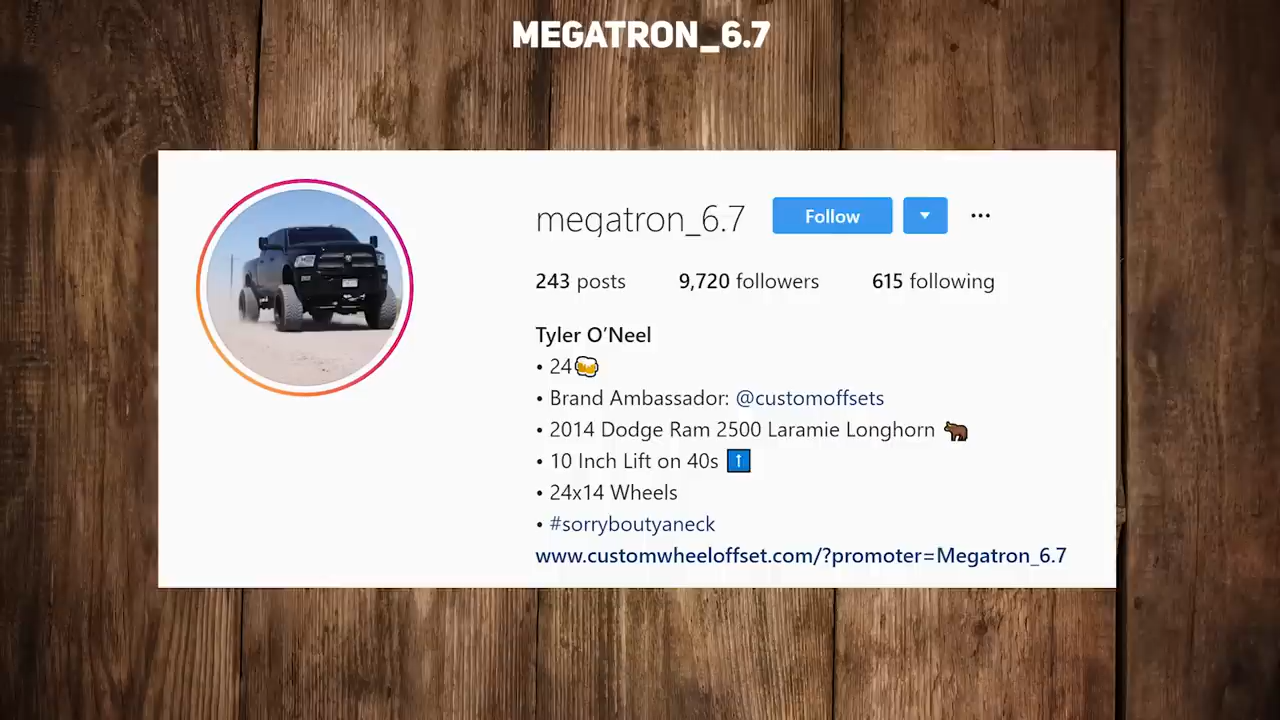 MEGATRON_6.7
megatron_6.7 Follow ...
243 posts 9,720 followers 615 following
Tyler O'Neel
• 24🍻
• Brand Ambassador: @customoffsets
• 2014 Dodge Ram 2500 Laramie Longhorn 🐻
• 10 Inch Lift on 40s ⬆️
• 24x14 Wheels
• #sorryboutyaneck
www.customwheeloffset.com/?promoter=Megatron_6.7